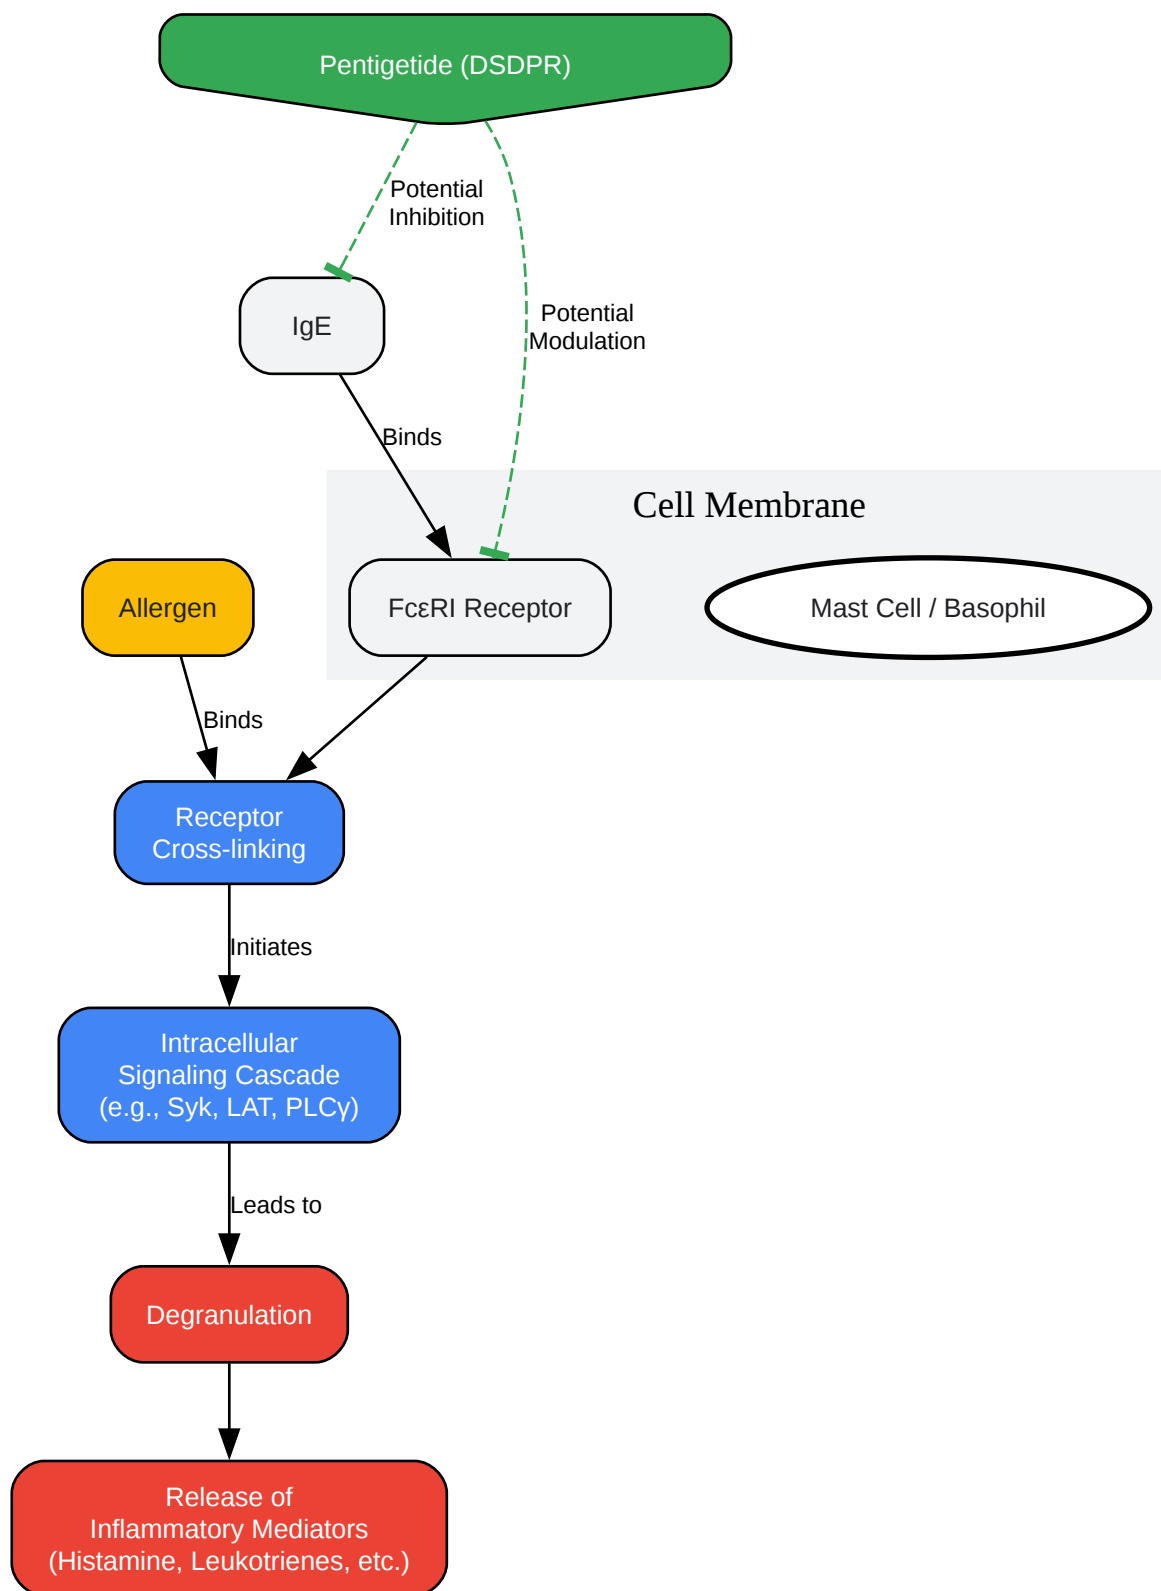 Pentigetide (DSDPR)
Potential
Inhibition
IgE
Potential
Modulation
Binds
Cell Membrane
Allergen
FcεRI Receptor
Mast Cell / Basophil
Binds
Receptor
Cross-linking
Initiates
Intracellular
Signaling Cascade
(e.g., Syk, LAT, PLCγ)
Leads to
Degranulation
Release of
Inflammatory Mediators
(Histamine, Leukotrienes, etc.)